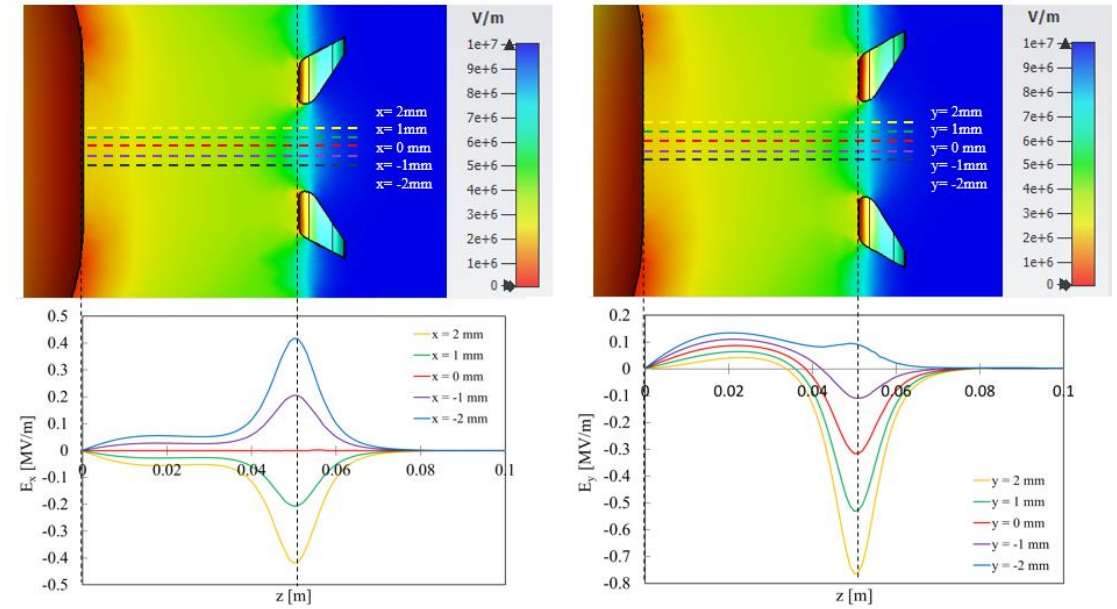 V/m
1e+7
9e+6
8e+6
7e+6
6e+6
5e+6
4e+6
3e+6
2e+6
1e+6
0
x= 2mm
x= 1mm
x= 0 mm
x= -1mm
x= -2mm
V/m
1e+7
9e+6
8e+6
7e+6
6e+6
5e+6
4e+6
3e+6
2e+6
1e+6
0
y= 2mm
y= 1mm
y= 0 mm
y= -1mm
y= -2mm
0.5
0.4
0.3
0.2
0.1
0
-0.1
-0.2
-0.3
-0.4
-0.5
Ex [MV/m]
x = 2 mm
x = 1 mm
x = 0 mm
x = -1 mm
x = -2 mm
0 0.02 0.04 0.06 0.08 0.1
z [m]
0.2
0.1
0
-0.1
-0.2
-0.3
-0.4
-0.5
-0.6
-0.7
-0.8
Ey [MV/m]
0 0.02 0.04 0.06 0.08 0.1
y = 2 mm
y = 1 mm
y = 0 mm
y = -1 mm
y = -2 mm
z [m]